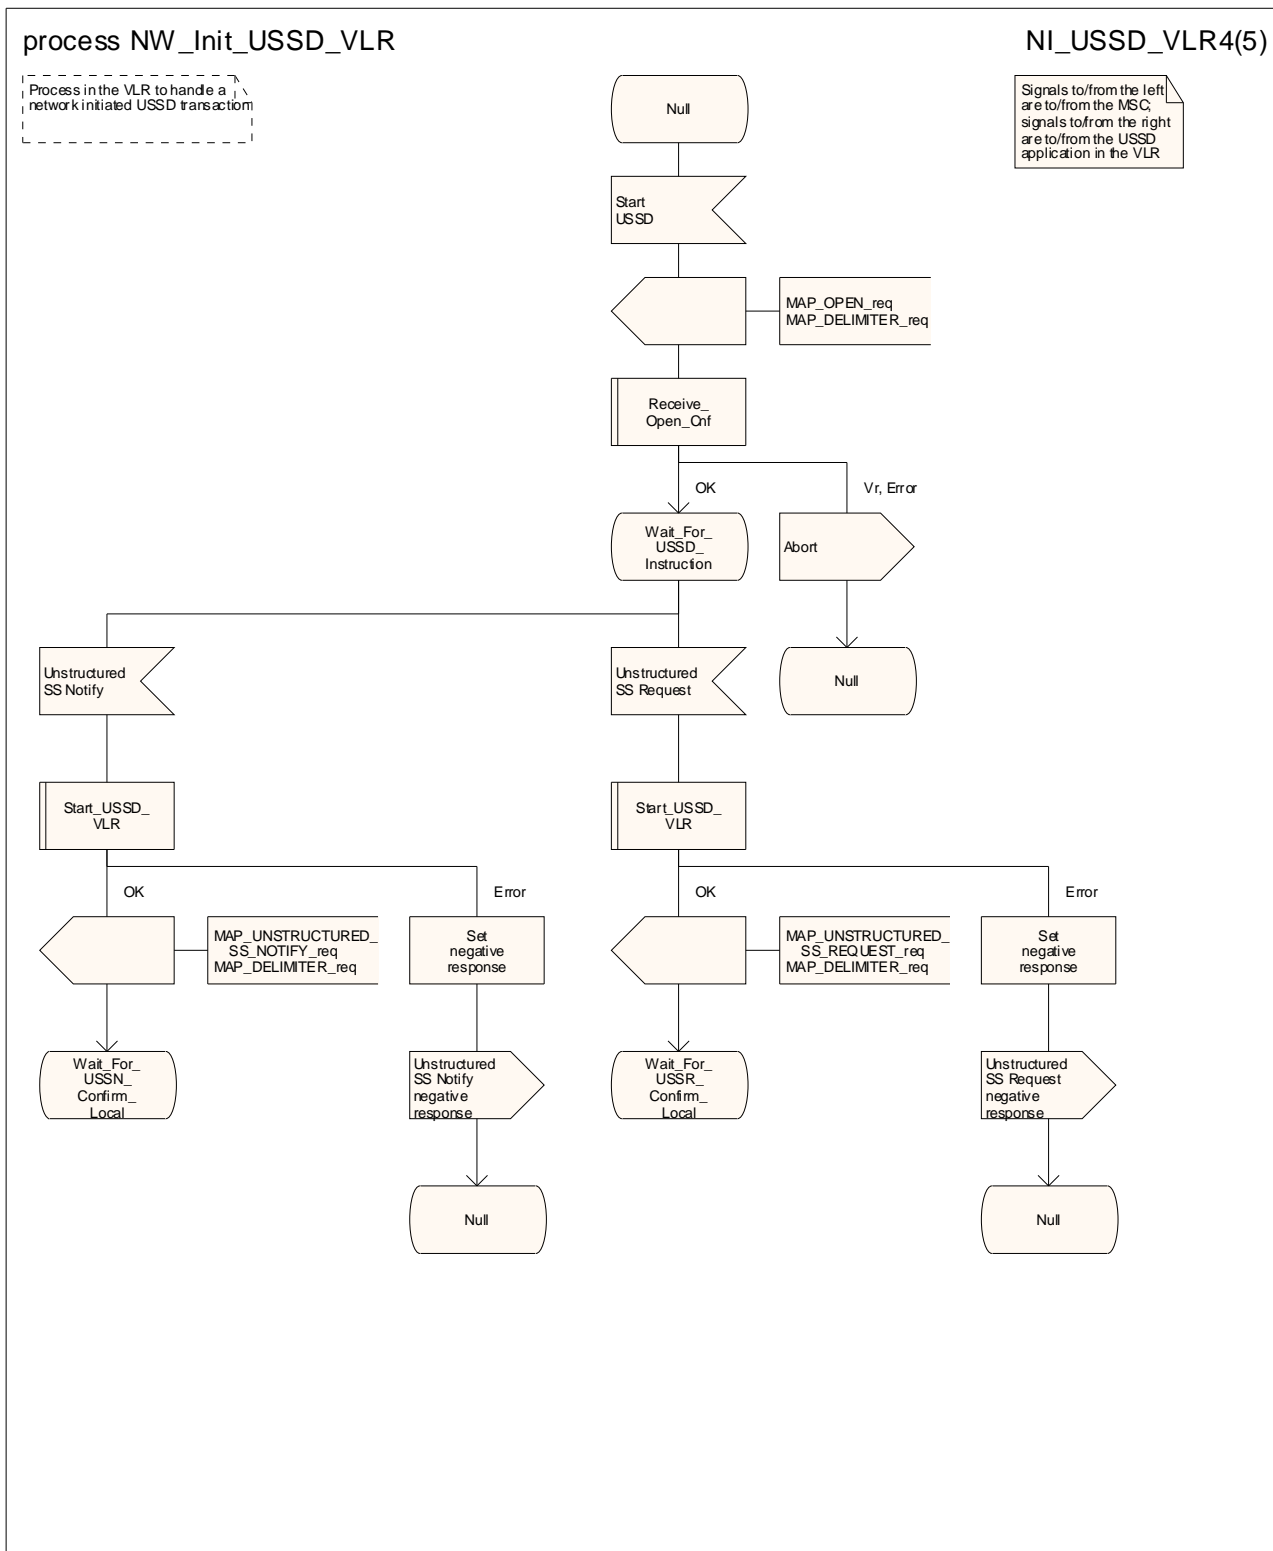 process NW_Init_USSD_VLR
NI_USSD_VLR4(5)
Process in the VLR to handle a
network initiated USSD transaction
Signals to/from the left
are to/from the MSC;
signals to/from the right
are to/from the USSD
application in the VLR
Null
Start
USSD
MAP_OPEN_req
MAP_DELIMITER_req
Receive_
Open_Cnf
OK
Vr, Error
Wait_For_
USSD_
Instruction
Abort
Unstructured
SS Notify
Unstructured
SS Request
Null
Start_USSD_
VLR
Start_USSD_
VLR
OK
Error
OK
Error
MAP_UNSTRUCTURED_
SS_NOTIFY_req
MAP_DELIMITER_req
Set
negative
response
MAP_UNSTRUCTURED_
SS_REQUEST_req
MAP_DELIMITER_req
Set
negative
response
Wait_For_
USSN_
Confirm_
Local
Unstructured
SS Notify
negative
response
Wait_For_
USSR_
Confirm_
Local
Unstructured
SS Request
negative
response
Null
Null